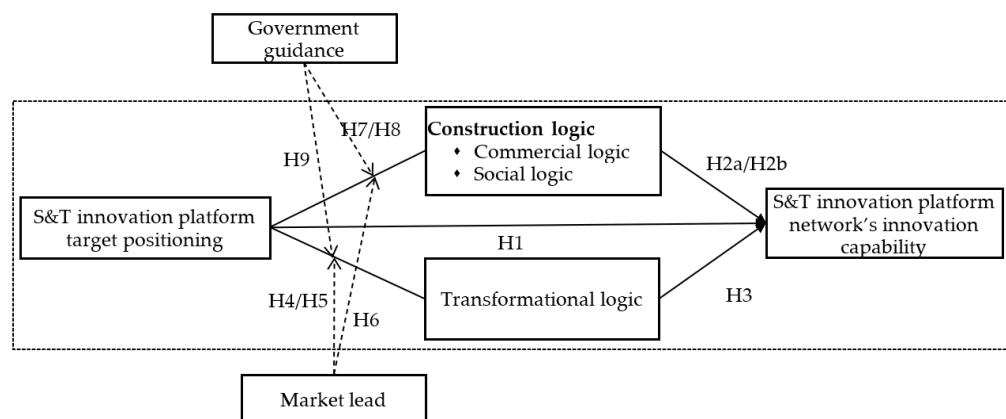 Government
guidance
H7/H8
Construction logic
♦ Commercial logic
♦ Social logic
H9
H2a/H2b
S&T innovation platform
target positioning
S&T innovation platform
network's innovation
capability
H1
H4/H5
H6
Transformational logic
H3
Market lead